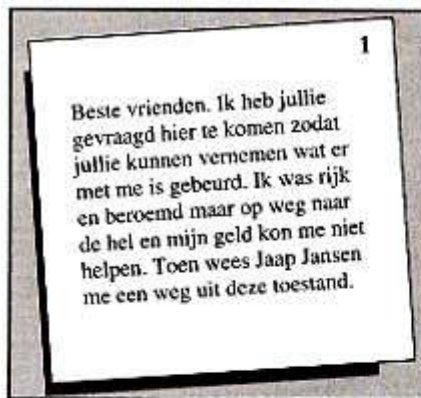 1
Beste vrienden. Ik heb jullie
gevraagd hier te komen zodat
jullie kunnen vernemen wat er
met me is gebeurd. Ik was rijk
en beroemd maar op weg naar
de hel en mijn geld kon me niet
helpen. Toen wees Jaap Jansen
me een weg uit deze toestand.